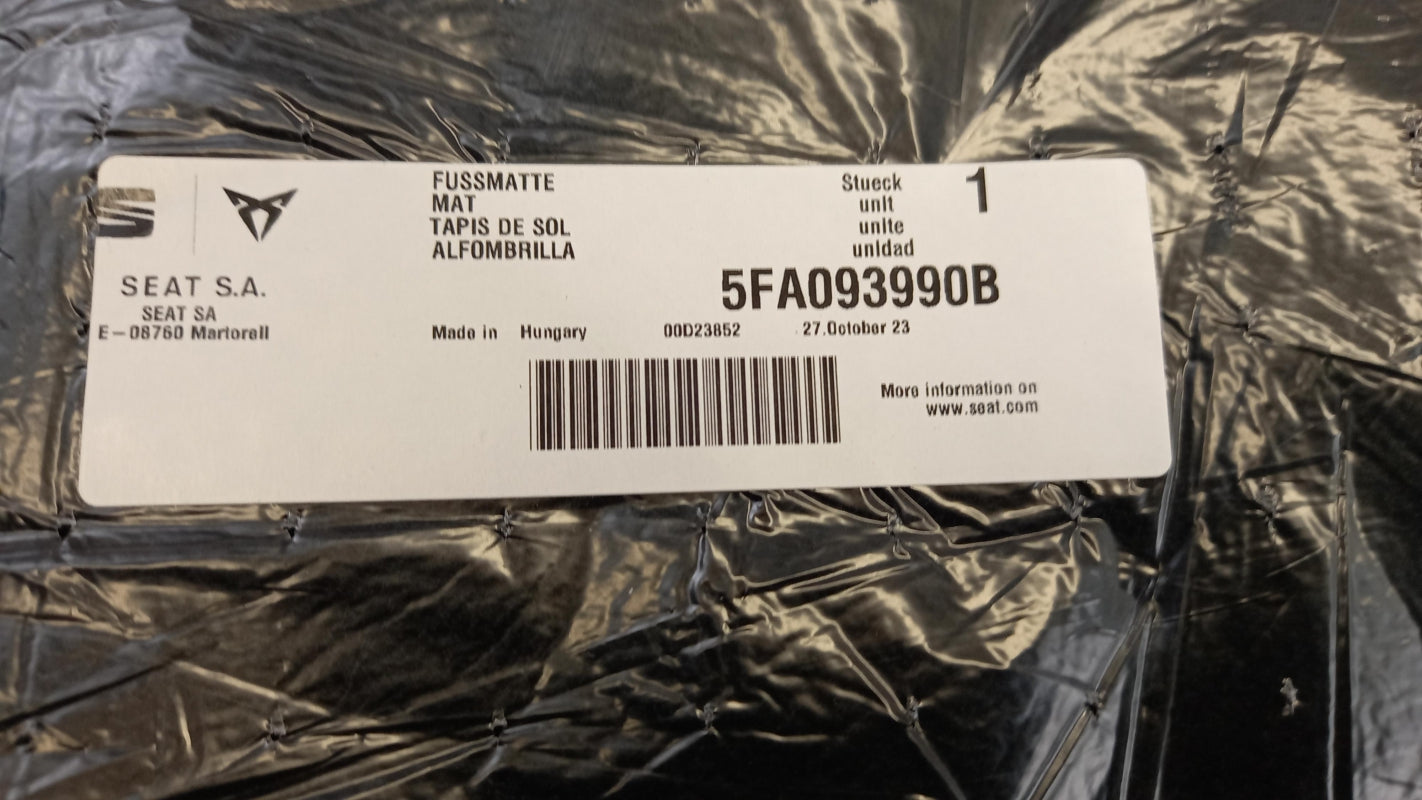 FUSSMATTE
MAT
TAPIS DE SOL
ALFOMBRILLA
Stueck 1
unit
unite
unidad
5FA093990B
SEAT S.A.
SEAT SA
E-08760 Martorell
Made in Hungary 00D23852 27.October 23
More information on
www.seat.com